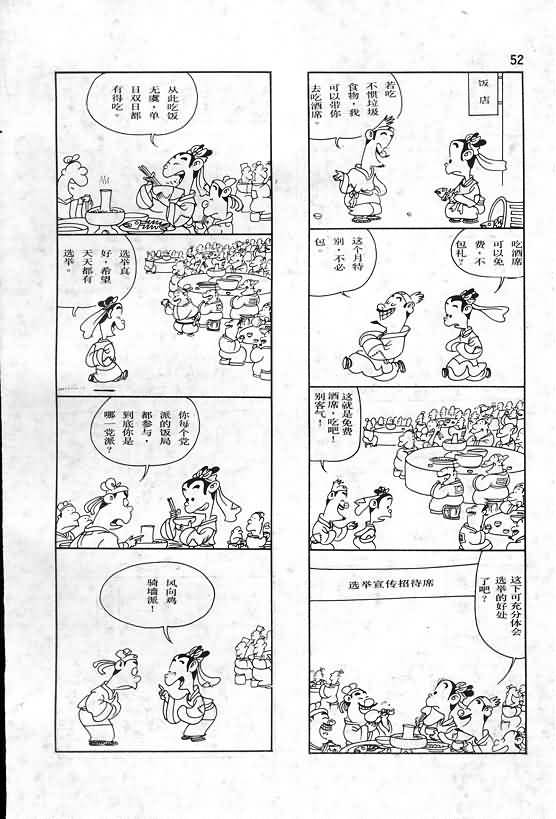 52
饭店
若吃
不惯垃圾
食物，我
可以带你
去吃酒席。
吃酒席
可以免
费，不
包礼？
这个月特
别，不必
包。
这就是免费
酒席，吃吧！
别客气！
这下可充分体会
选举的好处
了吧？
选举宣传招待席
从此吃饭
无虞，单
日双日都
有得吃。
选举真
好，希望
天天都有
选举。
你每个党
派的饭局
都参与，
到底你是
哪一党派？
风向鸡
骑墙派！